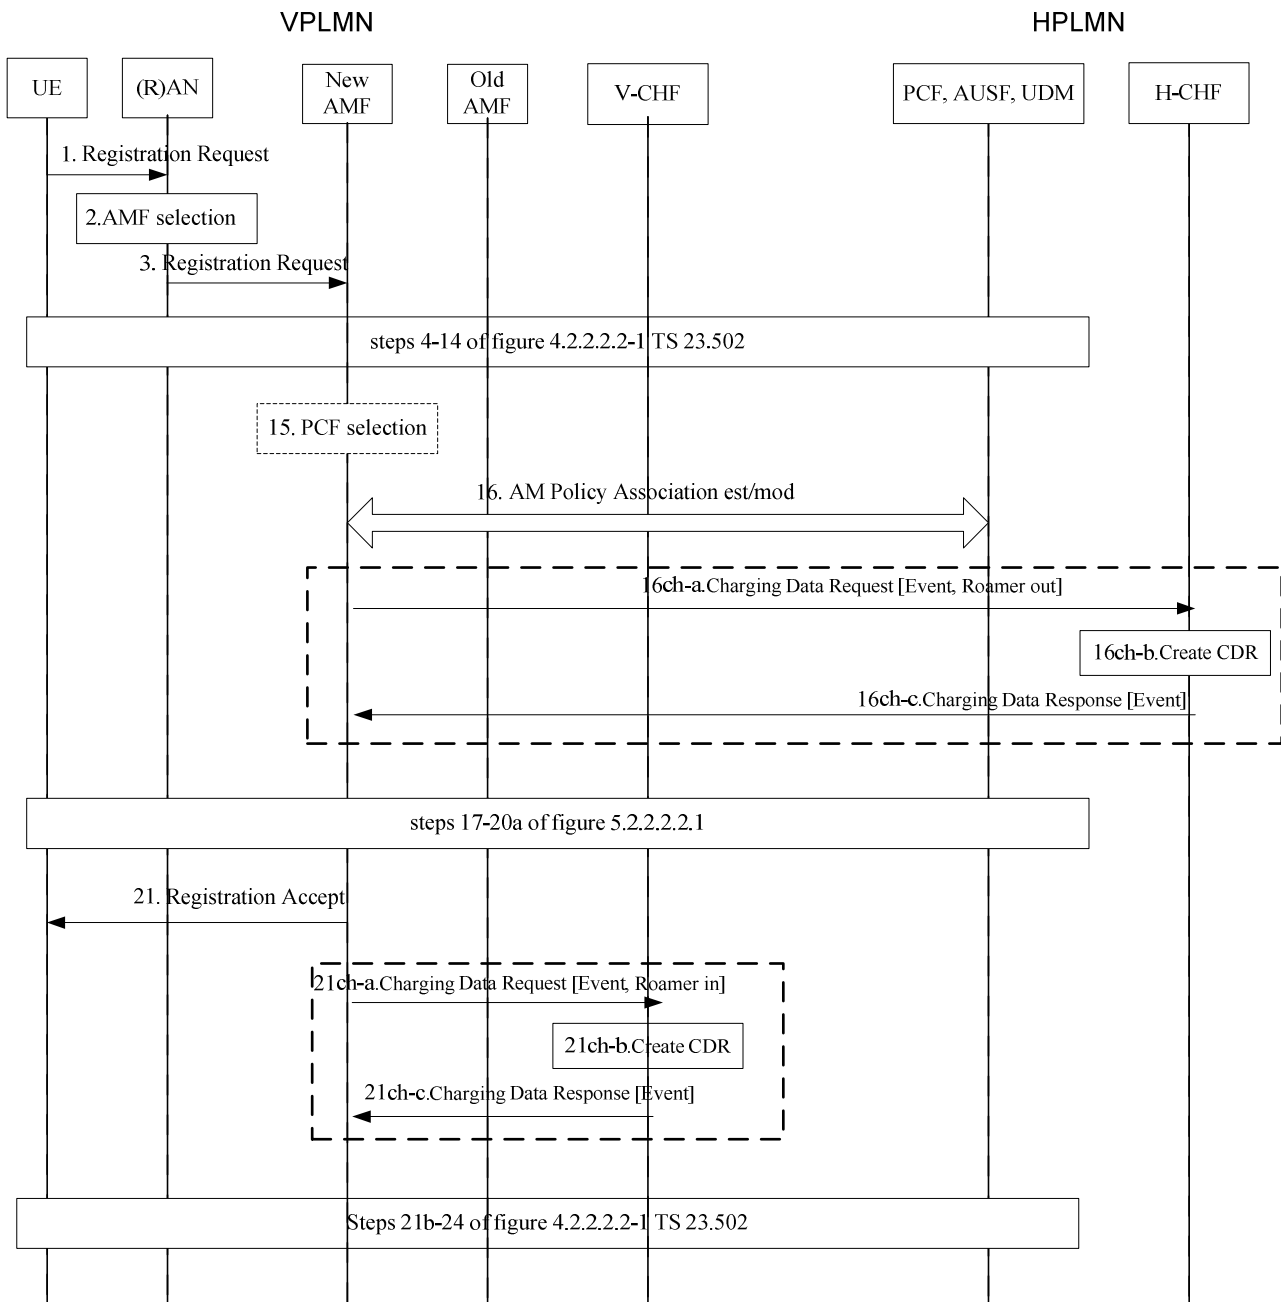 VPLMN
HPLMN
UE
(R)AN
New
AMF
Old
AMF
V-CHF
PCF, AUSF, UDM
H-CHF
1. Registration Request
2.AMF selection
3. Registration Request
steps 4-14 of figure 4.2.2.2.2-1 TS 23.502
15. PCF selection
16. AM Policy Association est/mod
16ch-a.Charging Data Request [Event, Roamer out]
16ch-b.Create CDR
16ch-c.Charging Data Response [Event]
steps 17-20a of figure 5.2.2.2.2.1
21. Registration Accept
21ch-a.Charging Data Request [Event, Roamer in]
21ch-b.Create CDR
21ch-c.Charging Data Response [Event]
Steps 21b-24 of figure 4.2.2.2.2-1 TS 23.502